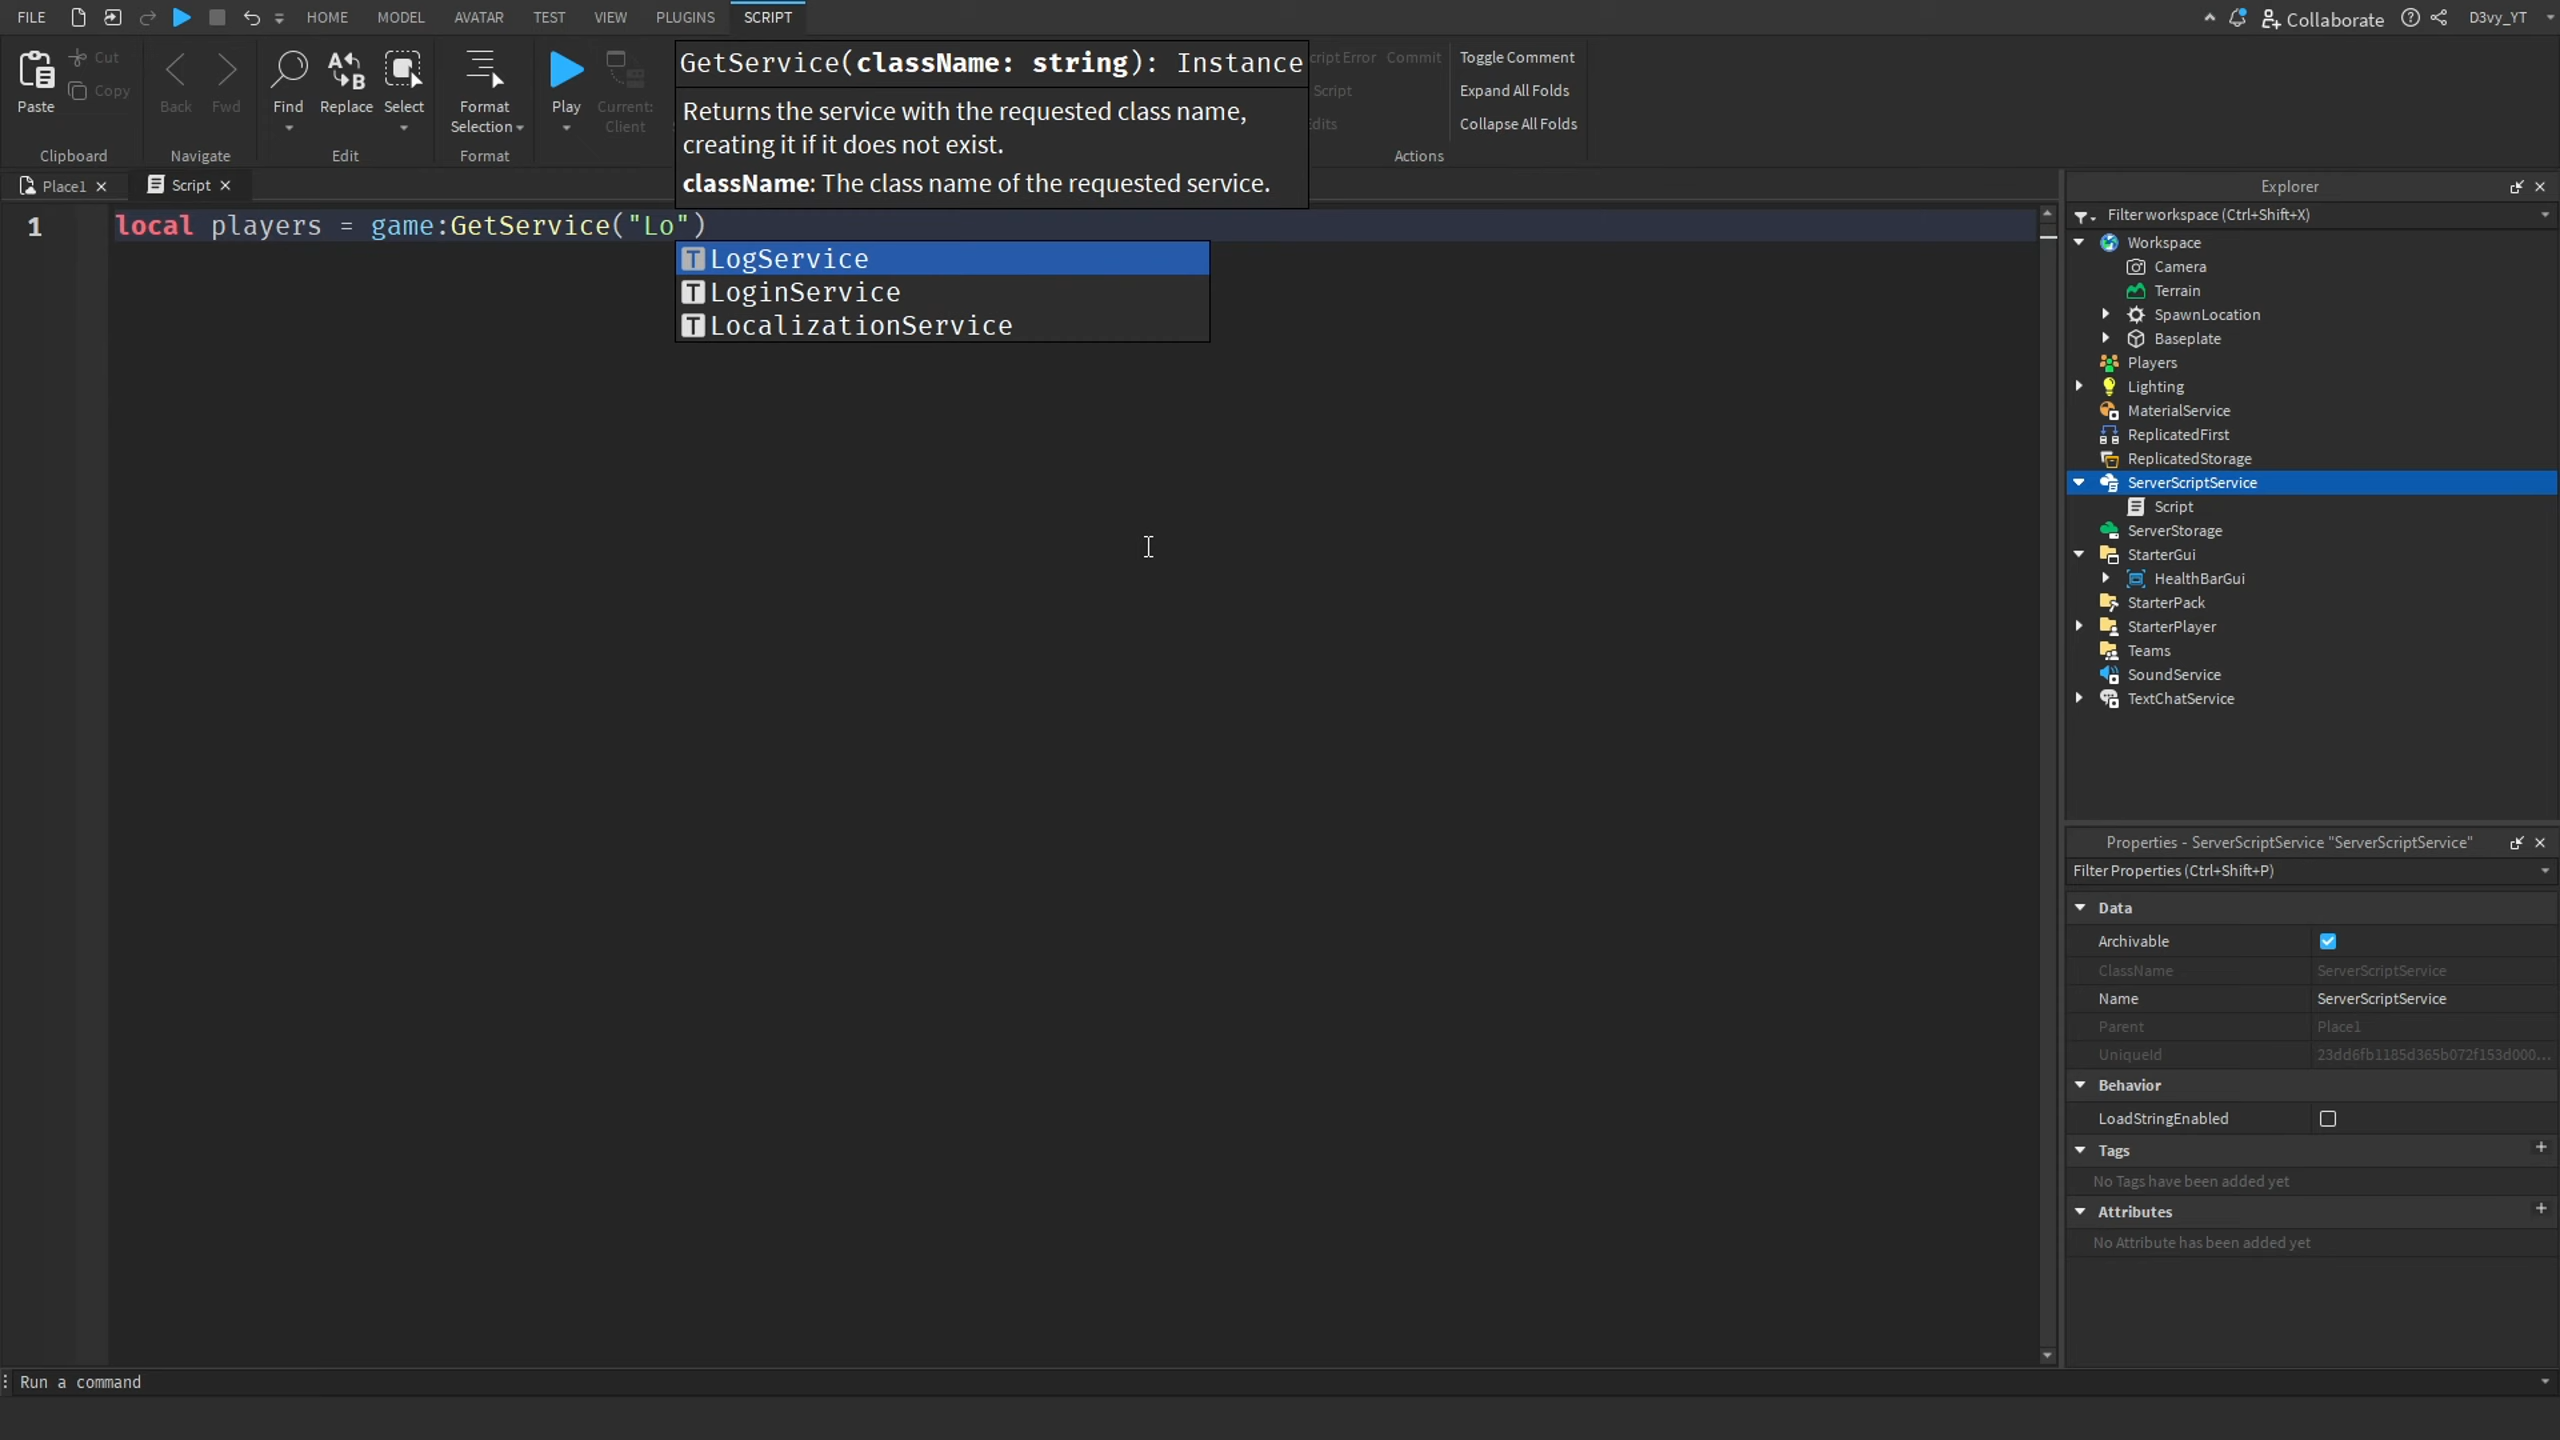 FILE HOME MODEL AVATAR TEST VIEW PLUGINS SCRIPT Collaborate D3vy_YT
Paste Cut Copy
Clipboard
Back Fwd
Navigate
Find Replace Select
Edit
Format Selection
Format
Play Current: Client
GetService(className: string): Instance
Returns the service with the requested class name,
creating it if it does not exist.
className: The class name of the requested service.
Error Commit
Script
Toggle Comment
Expand All Folds
Collapse All Folds
Actions
Place1 Script
1 local players = game:GetService("Lo")
LogService
LoginService
LocalizationService
Explorer
Filter workspace (Ctrl+Shift+X)
Workspace
Camera
Terrain
SpawnLocation
Baseplate
Players
Lighting
MaterialService
ReplicatedFirst
ReplicatedStorage
ServerScriptService
Script
ServerStorage
StarterGui
HealthBarGui
StarterPack
StarterPlayer
Teams
SoundService
TextChatService
Properties - ServerScriptService "ServerScriptService"
Filter Properties (Ctrl+Shift+P)
Data
Archivable
ClassName ServerScriptService
Name ServerScriptService
Parent Place1
UniqueId 23dd6fb1185d365b072f153d000...
Behavior
LoadStringEnabled
Tags
No Tags have been added yet
Attributes
No Attribute has been added yet
Run a command